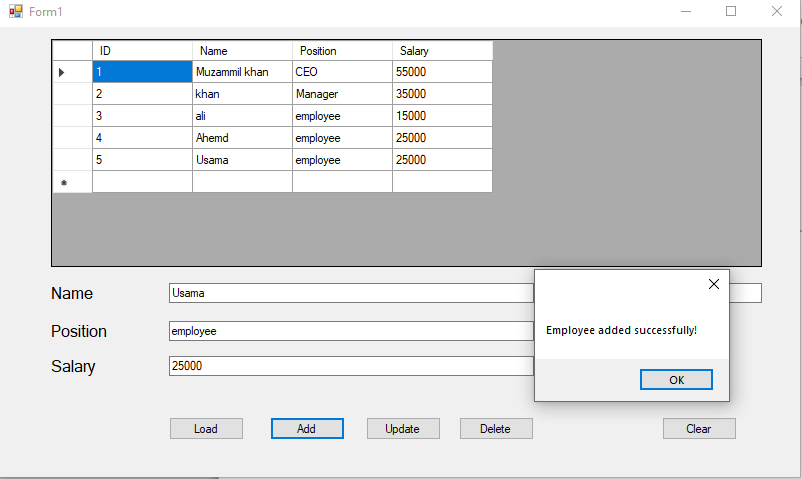 Form1
ID Name Position Salary
1 Muzammil khan CEO 55000
2 khan Manager 35000
3 ali employee 15000
4 Ahemd employee 25000
5 Usama employee 25000
Name Usama
Employee added successfully!
Position employee
Salary 25000
OK
Load Add Update Delete Clear